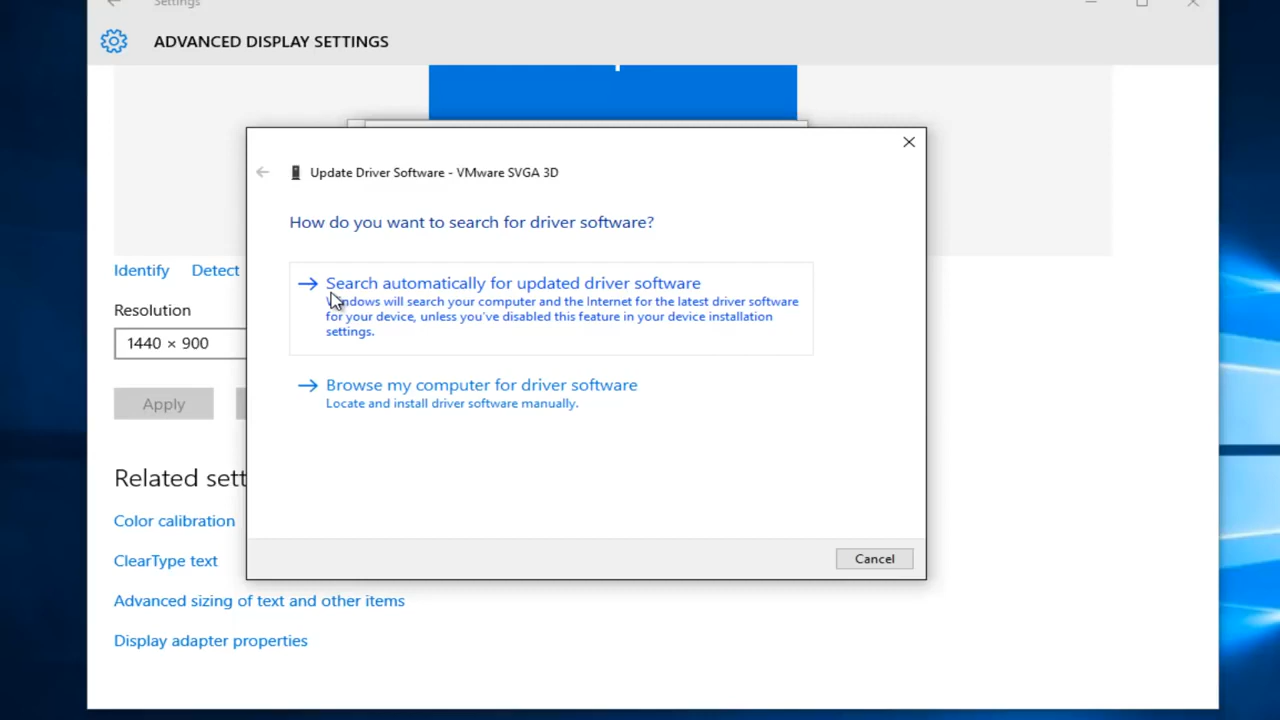 Settings
ADVANCED DISPLAY SETTINGS
Update Driver Software - VMware SVGA 3D
How do you want to search for driver software?
Search automatically for updated driver software
Windows will search your computer and the Internet for the latest driver software
for your device, unless you've disabled this feature in your device installation
settings.
Browse my computer for driver software
Locate and install driver software manually.
Cancel
Identify Detect
Resolution
1440 × 900
Apply
Related sett
Color calibration
ClearType text
Advanced sizing of text and other items
Display adapter properties